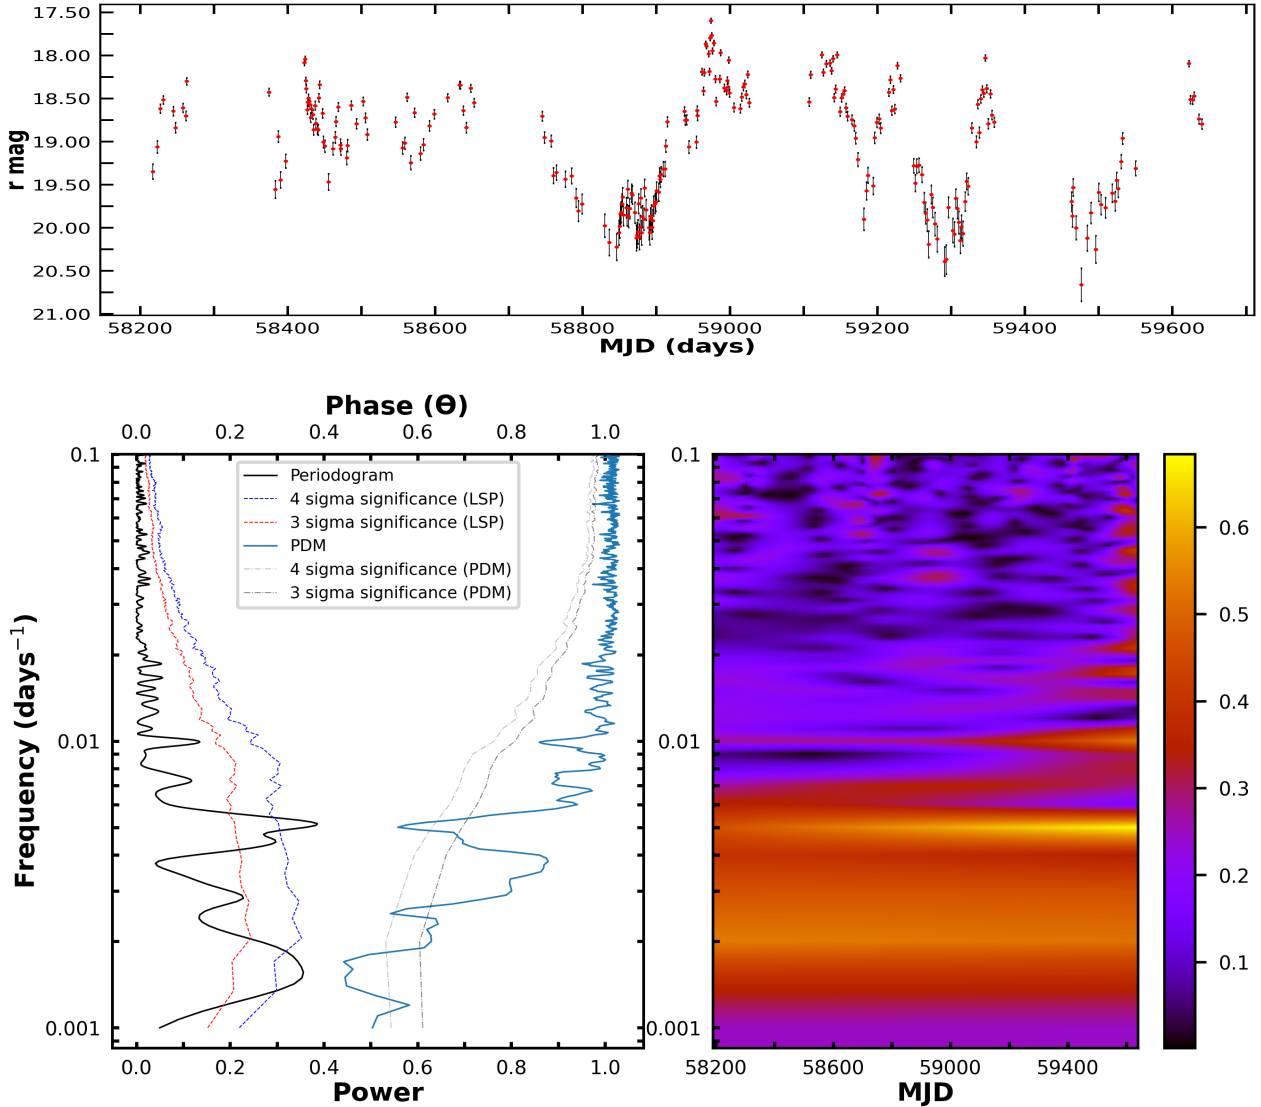 17.50
18.00
18.50
19.00
19.50
20.00
20.50
21.00
r mag
58200 58400 58600 58800 59000 59200 59400 59600
MJD (days)
Phase (Θ)
0.0 0.2 0.4 0.6 0.8 1.0
0.1
0.01
0.001
Frequency (days⁻¹)
Periodogram
4 sigma significance (LSP)
3 sigma significance (LSP)
PDM
4 sigma significance (PDM)
3 sigma significance (PDM)
0.0 0.2 0.4 0.6 0.8 1.0
Power
0.1
0.01
0.001
58200 58600 59000 59400
MJD
0.6
0.5
0.4
0.3
0.2
0.1